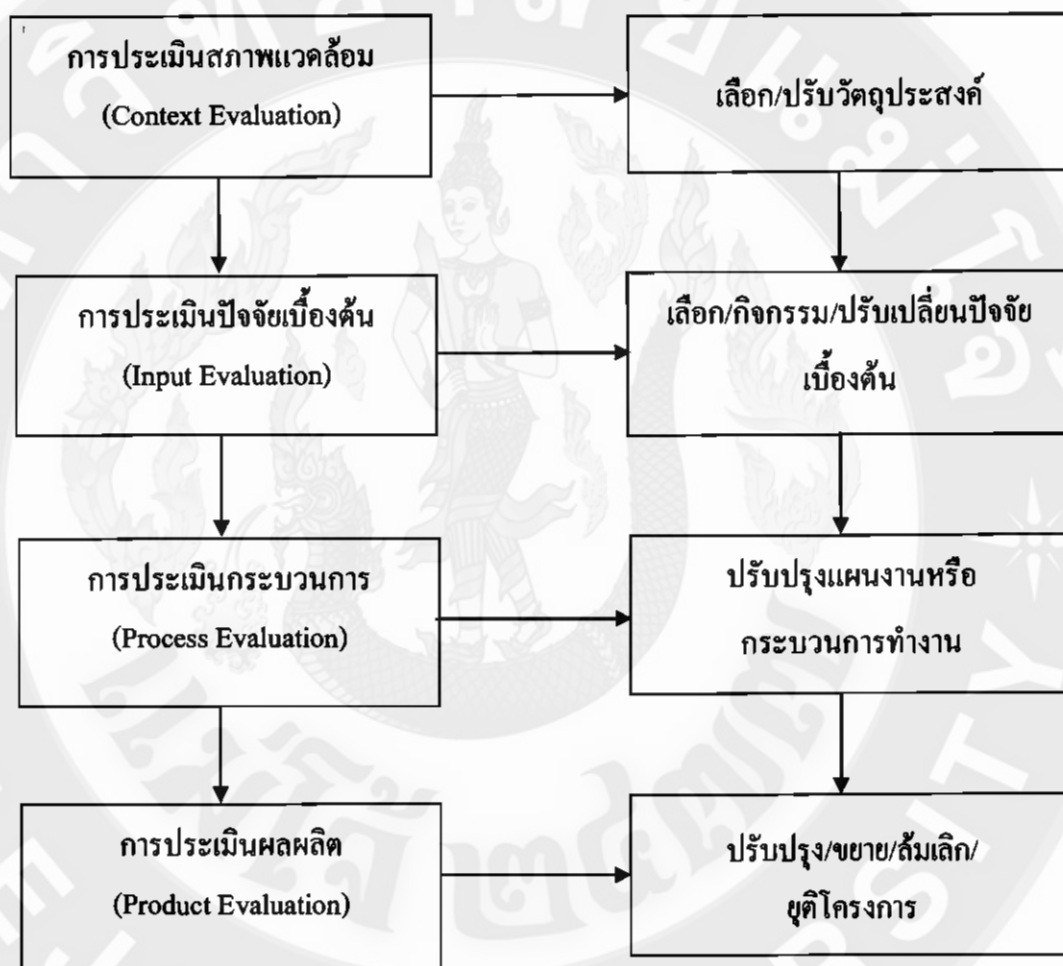 การประเมินสภาพแวดล้อม
(Context Evaluation)
เลือก/ปรับวัตถุประสงค์
การประเมินปัจจัยเบื้องต้น
(Input Evaluation)
เลือก/กิจกรรม/ปรับเปลี่ยนปัจจัย
เบื้องต้น
การประเมินกระบวนการ
(Process Evaluation)
ปรับปรุงแผนงานหรือ
กระบวนการทำงาน
การประเมินผลผลิต
(Product Evaluation)
ปรับปรุง/ขยาย/ล้มเลิก/
ยุติโครงการ